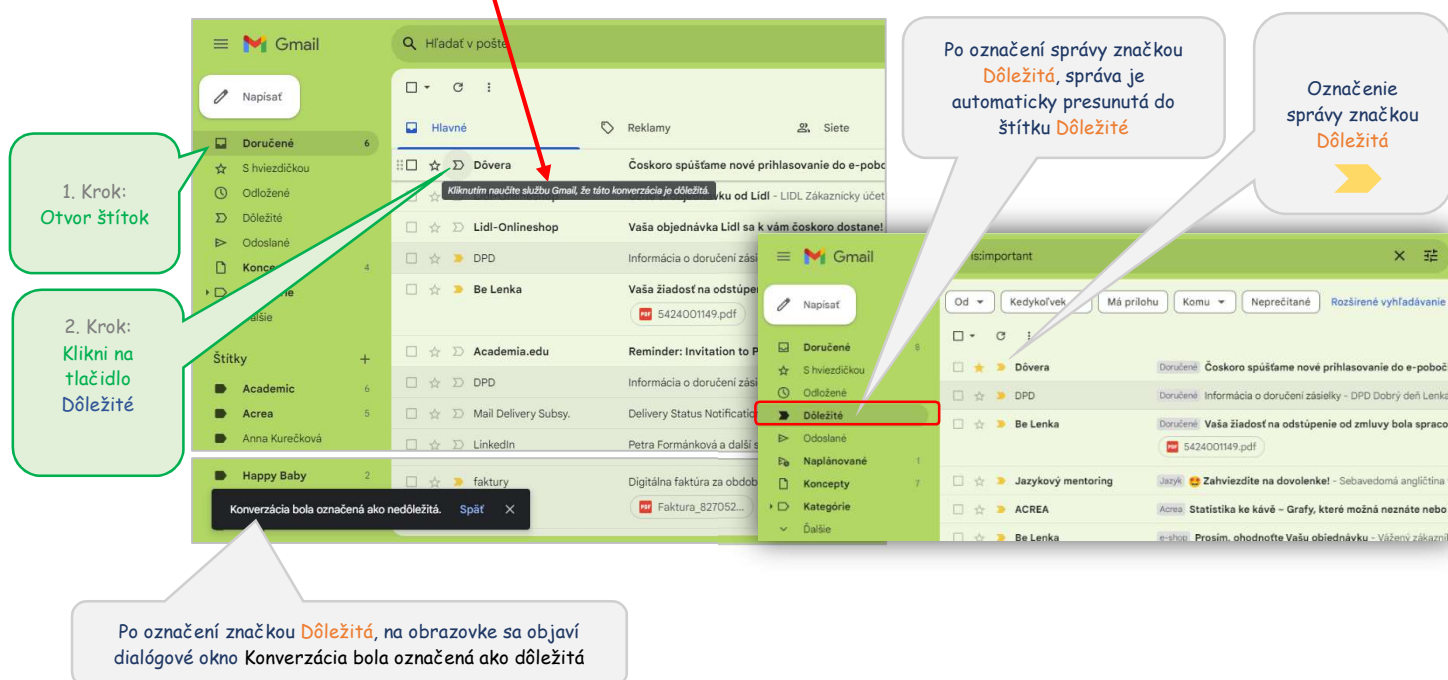 Gmail
Hľadať v pošte
Napísať
Doručené 6
S hviezdičkou
Odložené
Dôležité
Odoslané
Konce 4
Štítky +
Academic 6
Acrea 5
Anna Kurečková
Happy Baby 2
Konverzácia bola označená ako nedôležitá. Späť
Hlavné Reklamy Siete
Dôvera Čoskoro spúšťame nové prihlasovanie do e-pobo
Kliknutím naučíte službu Gmail, že táto konverzácia je dôležitá.
vku od Lidl - LIDL Zákaznícky účet
Lidl-Onlineshop Vaša objednávka Lidl sa k vám čoskoro dostane!
DPD Informácia o doručení zási
Be Lenka Vaša žiadosť na odstúpe
5424001149.pdf
Academia.edu Reminder: Invitation to P
DPD Informácia o doručení zási
Mail Delivery Subsy. Delivery Status Notificatio
LinkedIn Petra Formánková a ďalší s
faktury Digitálna faktúra za obdob
Faktura_827052...
1. Krok:
Otvor štítok
2. Krok:
Klikni na
tlačidlo
Dôležité
Po označení správy značkou
Dôležitá, správa je
automaticky presunutá do
štítku Dôležité
Označenie
správy značkou
Dôležitá
Gmail
is:important
Napísať
Doručené 6
S hviezdičkou
Odložené
Dôležité
Odoslané
Naplánované 1
Koncepty 7
Kategórie
Ďalšie
Od Kedykoľvek Má prílohu Komu Neprečítané Rozšírené vyhľadávanie
Dôvera Doručené Čoskoro spúšťame nové prihlasovanie do e-poboč
DPD Doručené Informácia o doručení zásielky - DPD Dobrý deň Lenka
Be Lenka Doručené Vaša žiadosť na odstúpenie od zmluvy bola spraco
5424001149.pdf
Jazykový mentoring Jazyk Zahviezdite na dovolenke! - Sebavedomá angličtina
ACREA Acrea Statistika ke kávě – Grafy, které možná neznáte nebo
Be Lenka e-shop Prosím, ohodnoťte Vašu objednávku - Vážený zákazní
Po označení značkou Dôležitá, na obrazovke sa objaví
dialógové okno Konverzácia bola označená ako dôležitá